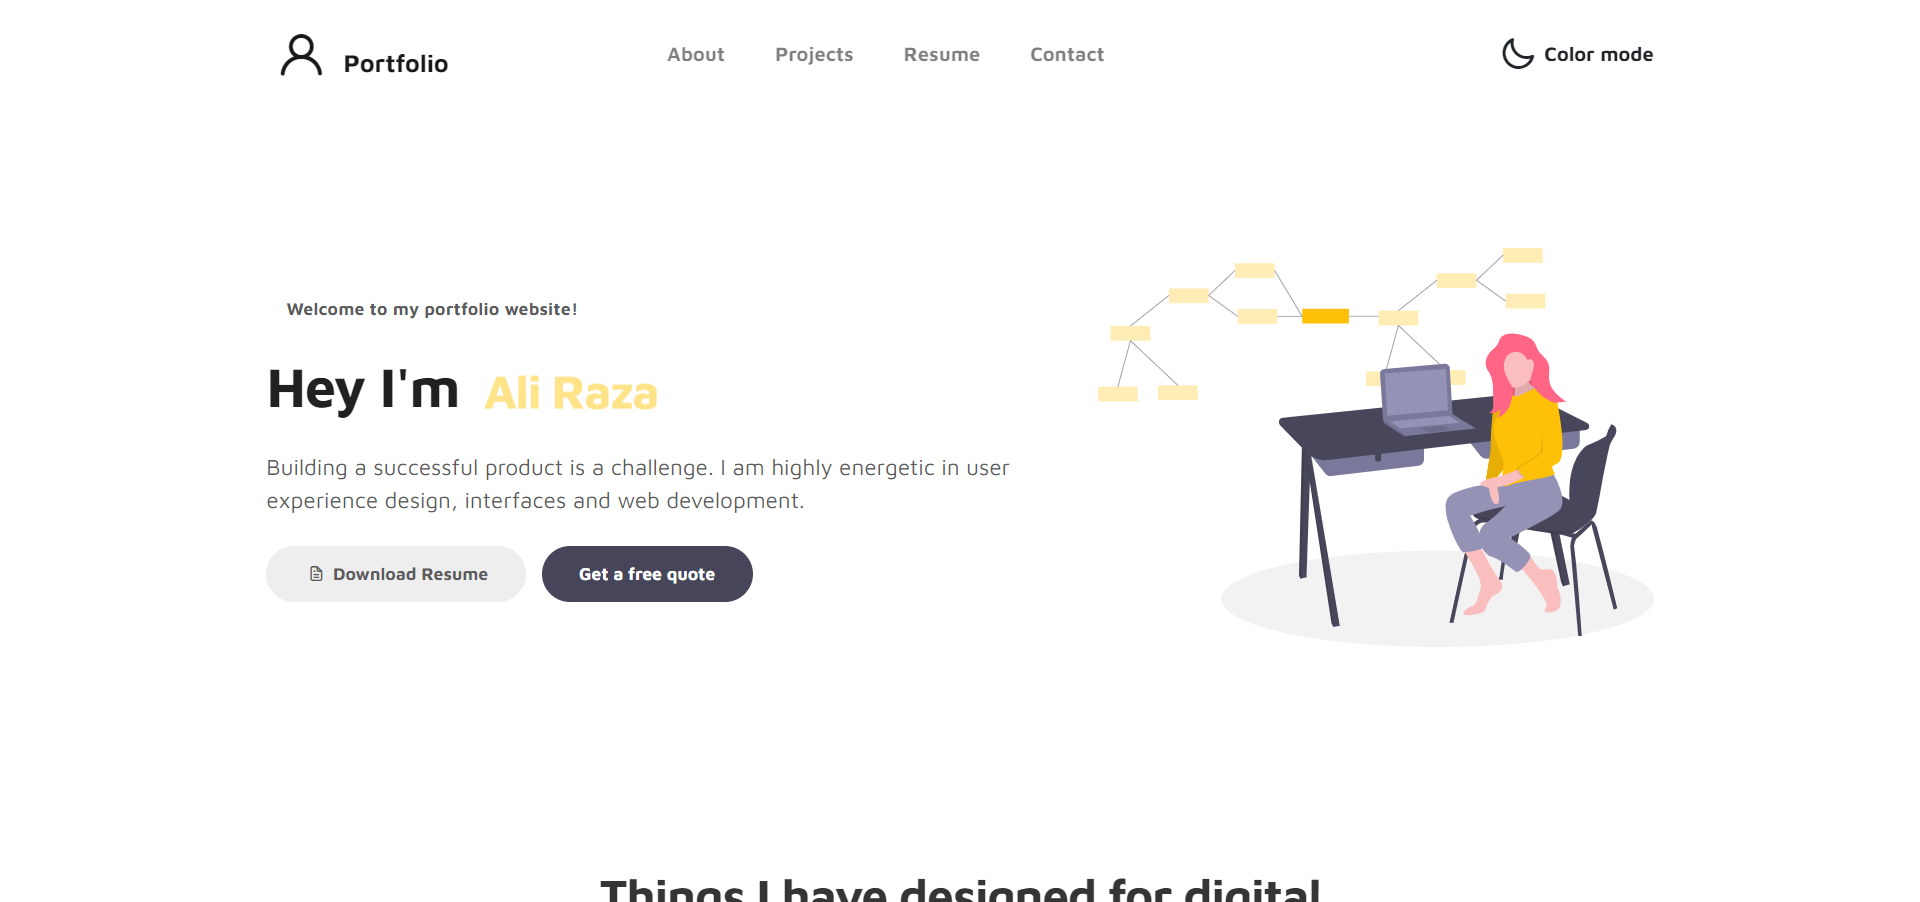 Portfolio
About Projects Resume Contact
Color mode
Welcome to my portfolio website!
Hey I'm Ali Raza
Building a successful product is a challenge. I am highly energetic in user
experience design, interfaces and web development.
Download Resume
Get a free quote
Things I have designed for digital